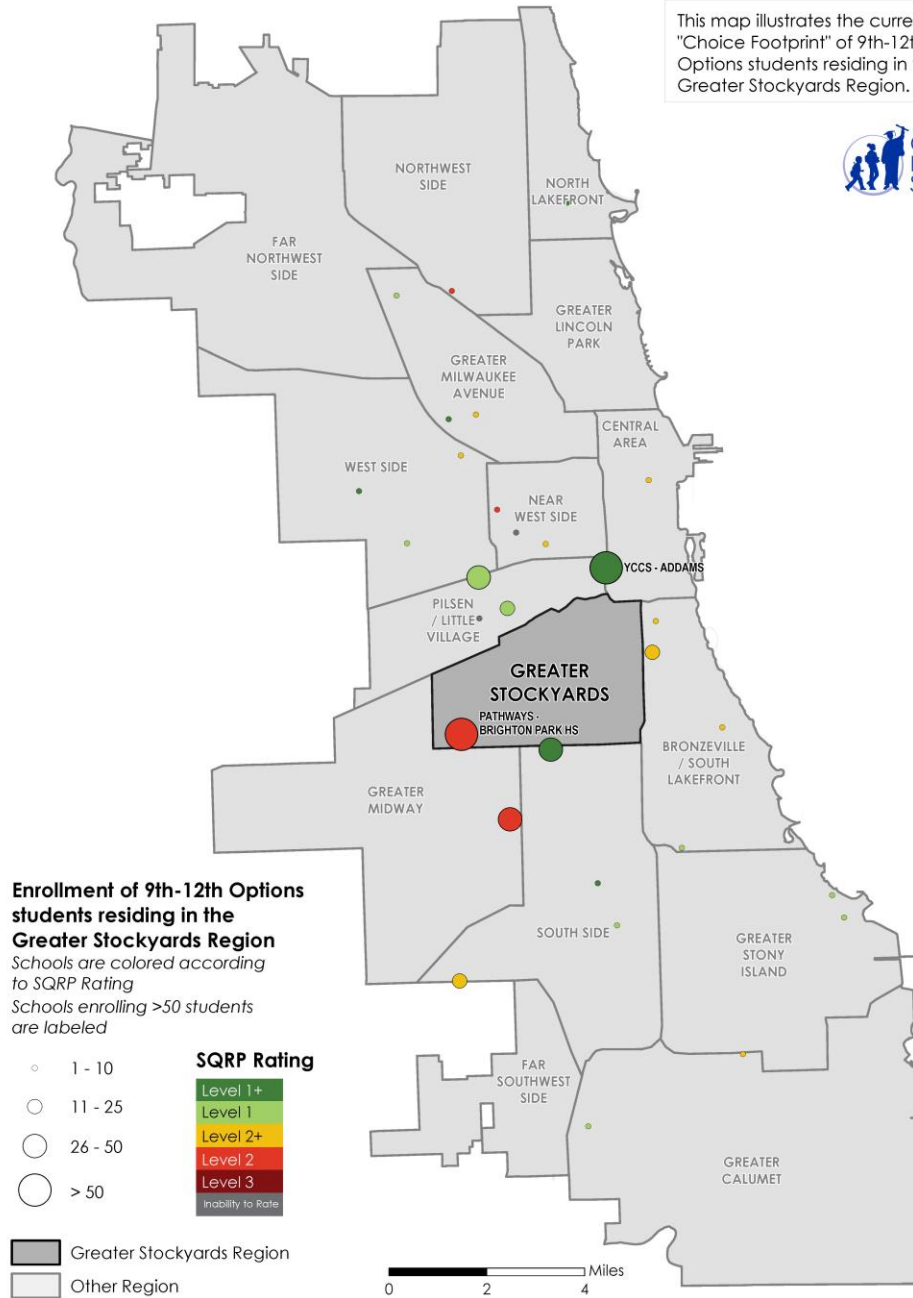 This map illustrates the curre
"Choice Footprint" of 9th-12t
Options students residing in
Greater Stockyards Region.
NORTHWEST
SIDE
NORTH
LAKEFRONT
FAR
NORTHWEST
SIDE
GREATER
LINCOLN
PARK
GREATER
MILWAUKEE
AVENUE
CENTRAL
AREA
WEST SIDE
NEAR
WEST SIDE
YCCS - ADDAMS
PILSEN
/ LITTLE
VILLAGE
GREATER
STOCKYARDS
PATHWAYS -
BRIGHTON PARK HS
BRONZEVILLE
/ SOUTH
LAKEFRONT
GREATER
MIDWAY
SOUTH SIDE
GREATER
STONY
ISLAND
FAR
SOUTHWEST
SIDE
GREATER
CALUMET
Enrollment of 9th-12th Options
students residing in the
Greater Stockyards Region
Schools are colored according
to SQRP Rating
Schools enrolling >50 students
are labeled
1 - 10
11 - 25
26 - 50
> 50
SQRP Rating
Level 1+
Level 1
Level 2+
Level 2
Level 3
Inability to Rate
Greater Stockyards Region
Other Region
Miles
0 2 4